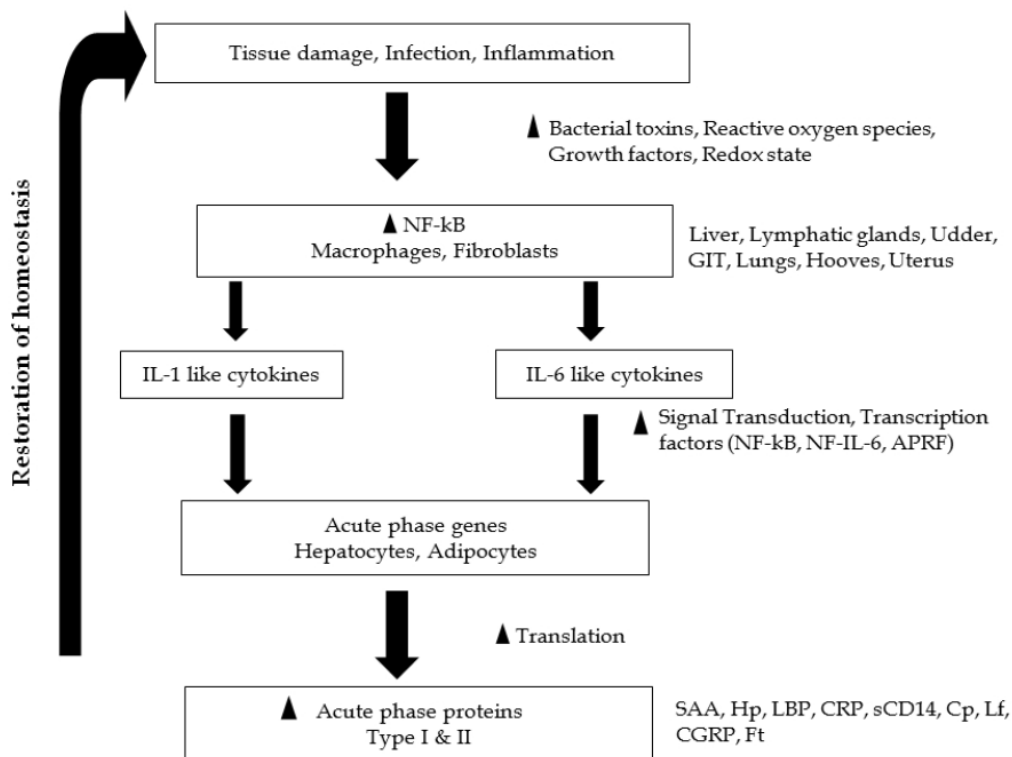 Tissue damage, Infection, Inflammation
▲ Bacterial toxins, Reactive oxygen species,
Growth factors, Redox state
▲ NF-kB
Macrophages, Fibroblasts
Liver, Lymphatic glands, Udder,
GIT, Lungs, Hooves, Uterus
IL-1 like cytokines
IL-6 like cytokines
▲ Signal Transduction, Transcription
factors (NF-kB, NF-IL-6, APRF)
Acute phase genes
Hepatocytes, Adipocytes
▲ Translation
▲ Acute phase proteins
Type I & II
SAA, Hp, LBP, CRP, sCD14, Cp, Lf,
CGRP, Ft
Restoration of homeostasis